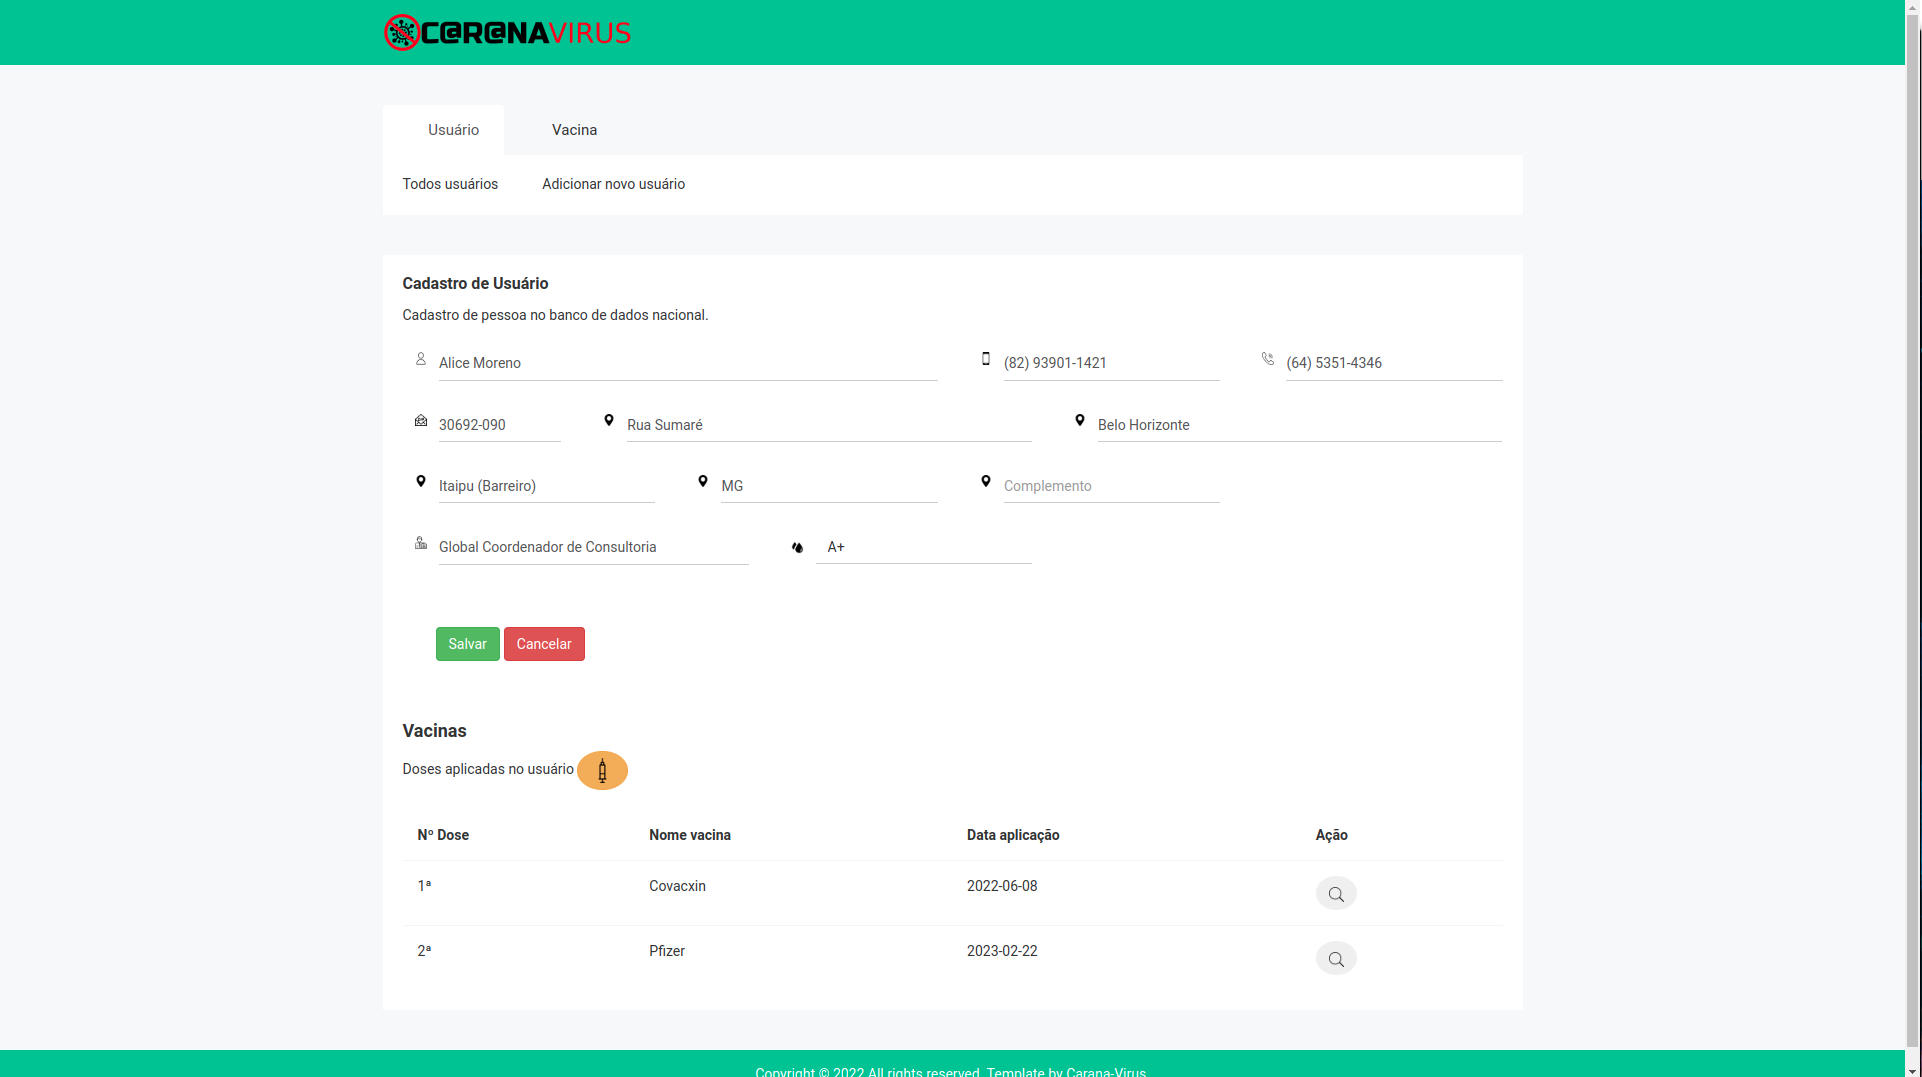 C@R@NAVIRUS
Usuário Vacina
Todos usuários Adicionar novo usuário
Cadastro de Usuário
Cadastro de pessoa no banco de dados nacional.
Alice Moreno (82) 93901-1421 (64) 5351-4346
30692-090 Rua Sumaré Belo Horizonte
Itaipu (Barreiro) MG Complemento
Global Coordenador de Consultoria A+
Salvar Cancelar
Vacinas
Doses aplicadas no usuário
Nº Dose Nome vacina Data aplicação Ação
1ª Covacxin 2022-06-08
2ª Pfizer 2023-02-22
Copyright © 2022 All rights reserved. Template by Carana-Virus